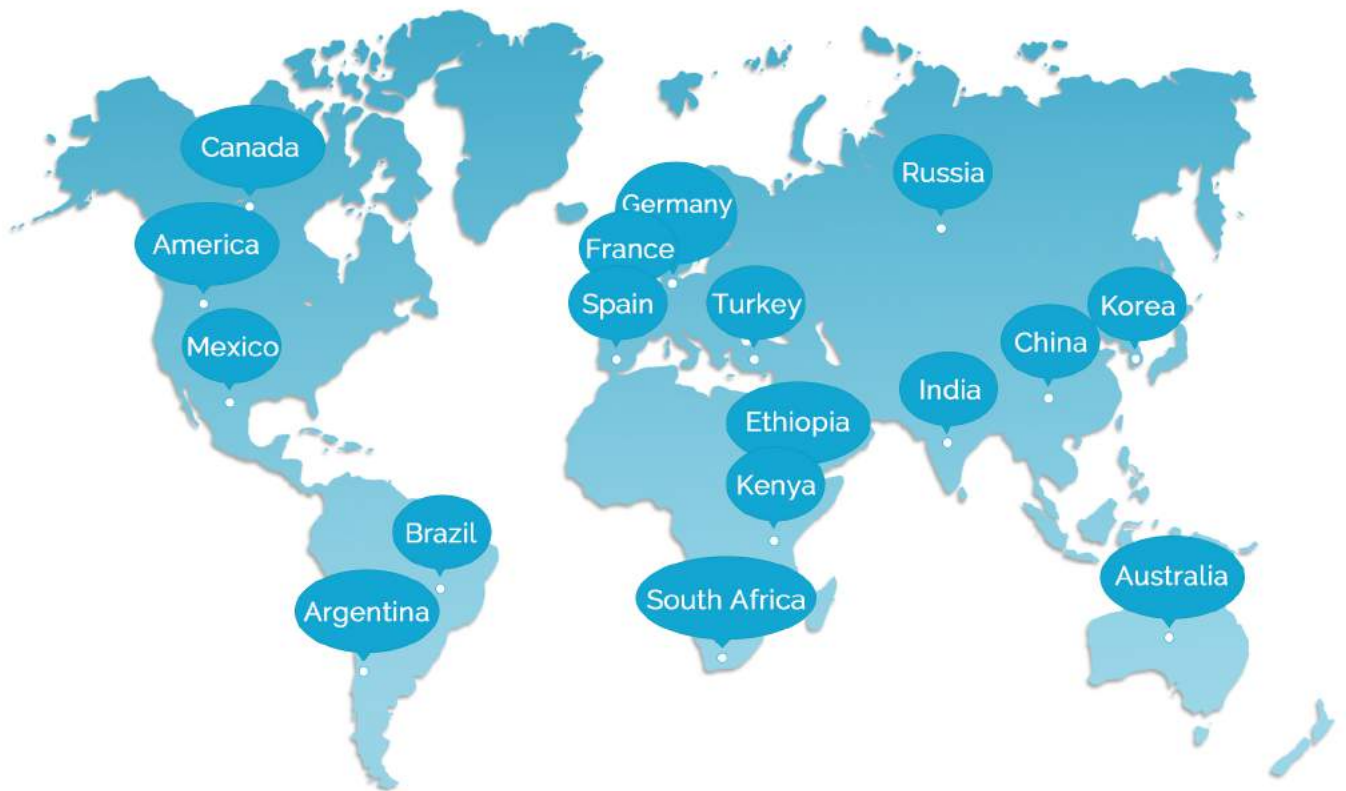 Canada
Russia
Germany
America
France
Spain
Turkey
Korea
Mexico
China
India
Ethiopia
Kenya
Brazil
Australia
South Africa
Argentina